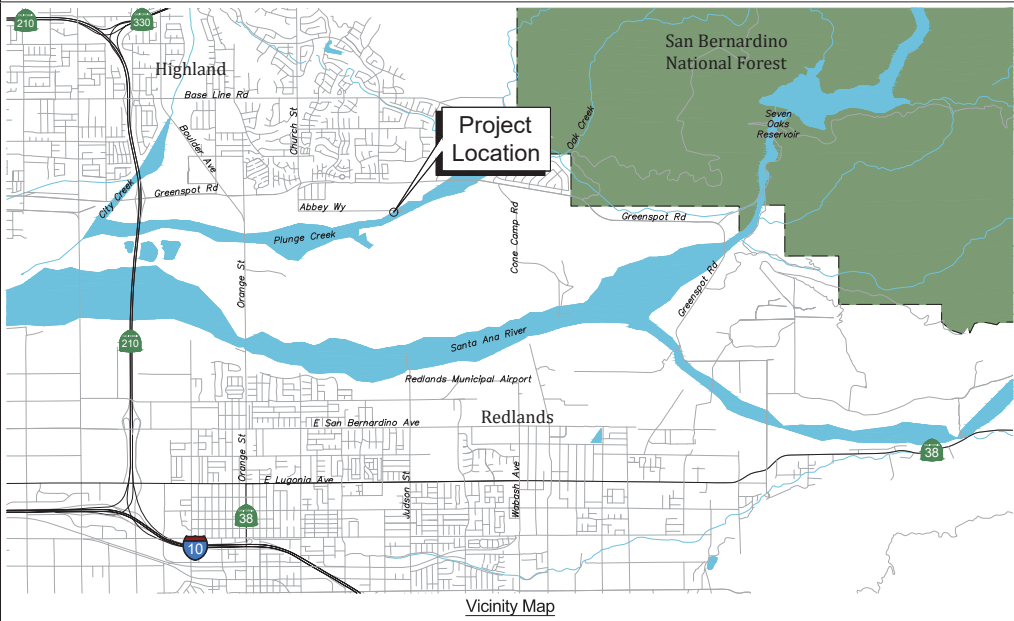 210
330
Highland
San Bernardino
National Forest
Base Line Rd
Boulder Ave
Church St
Project
Location
Oak Creek
Seven
Oaks
Reservoir
City Creek
Greenspot Rd
Abbey Wy
Plunge Creek
Cone Camp Rd
Greenspot Rd
Greenspot Rd
Orange St
210
Santa Ana River
Redlands Municipal Airport
Redlands
E San Bernardino Ave
Orange St
E Lugonia Ave
Judson St
Wabash Ave
38
38
10
Vicinity Map